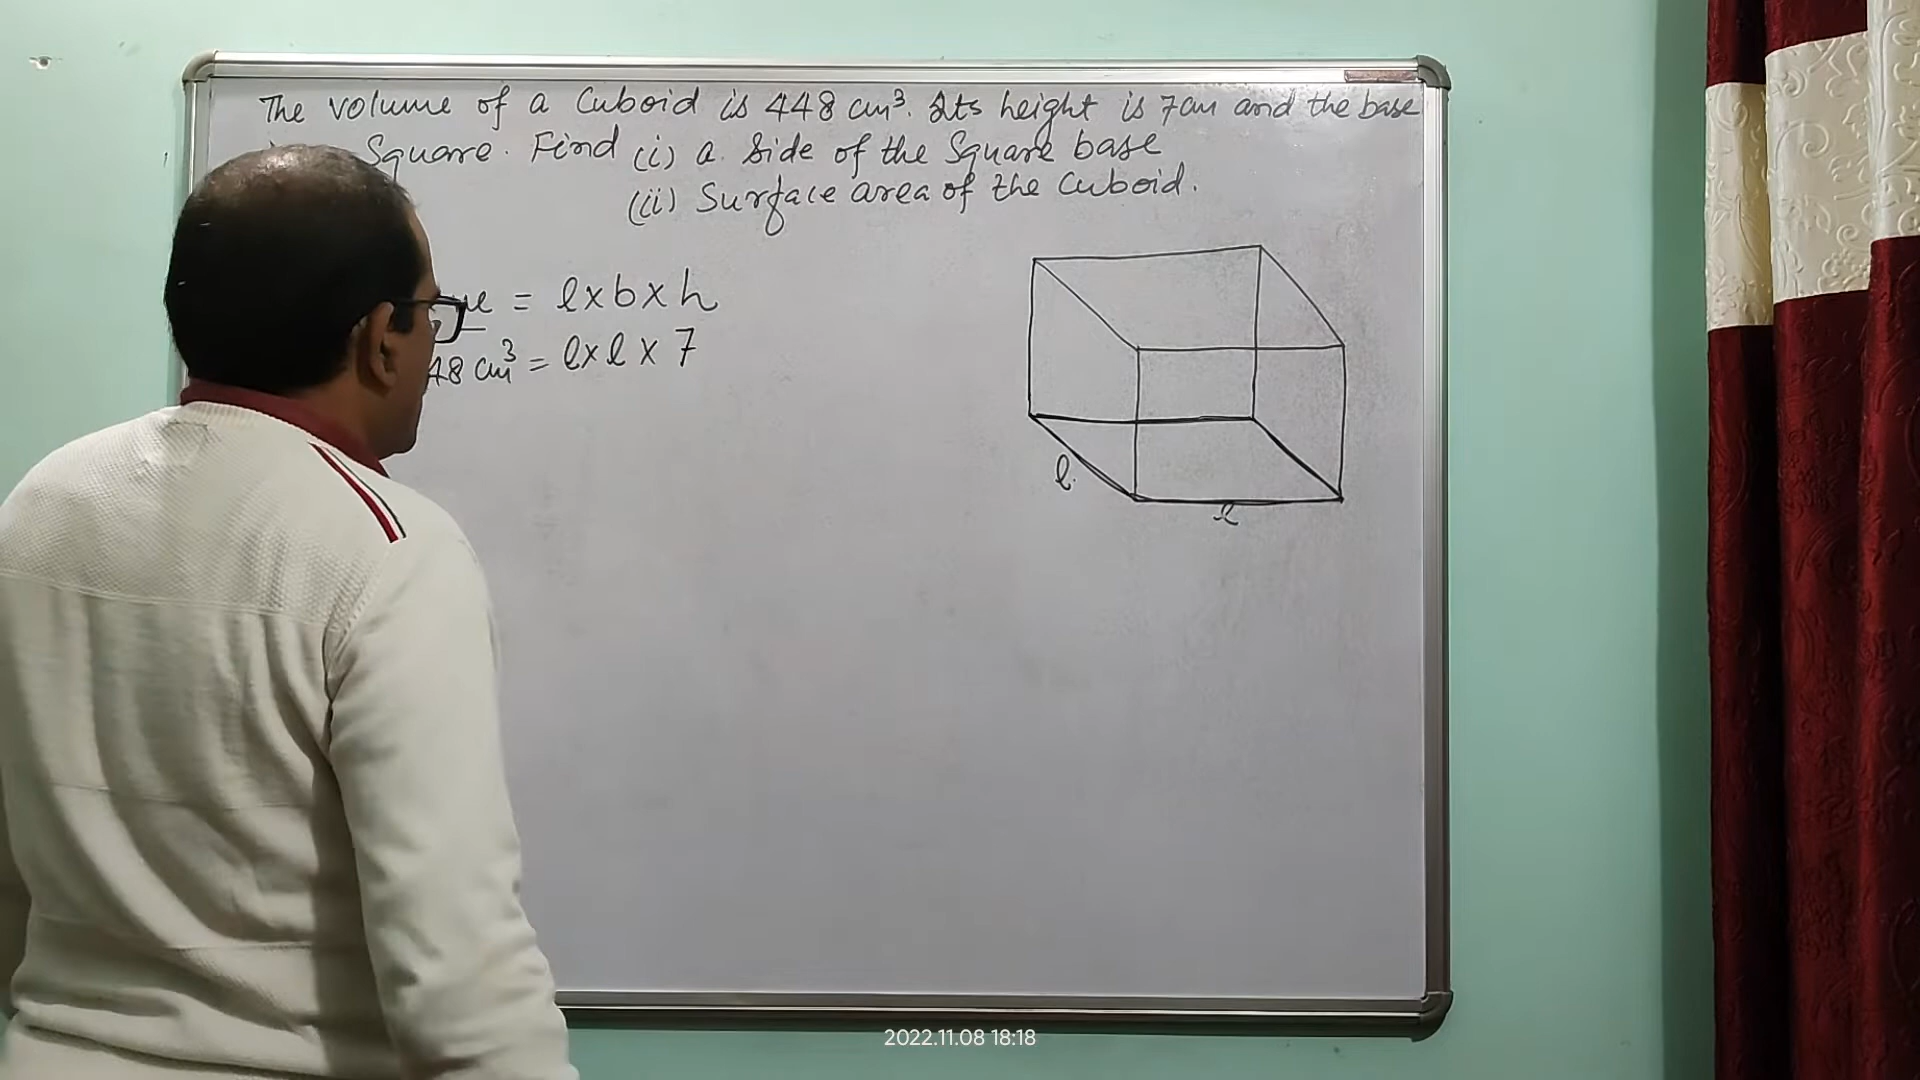 The volume of a Cuboid is 448 cm³. Its height is 7cm and the base
Square. Find (i) a side of the Square base
(ii) Surface area of the Cuboid.
= l x b x h
48 cm³ = l x l x 7
l.
l
2022.11.08 18:18